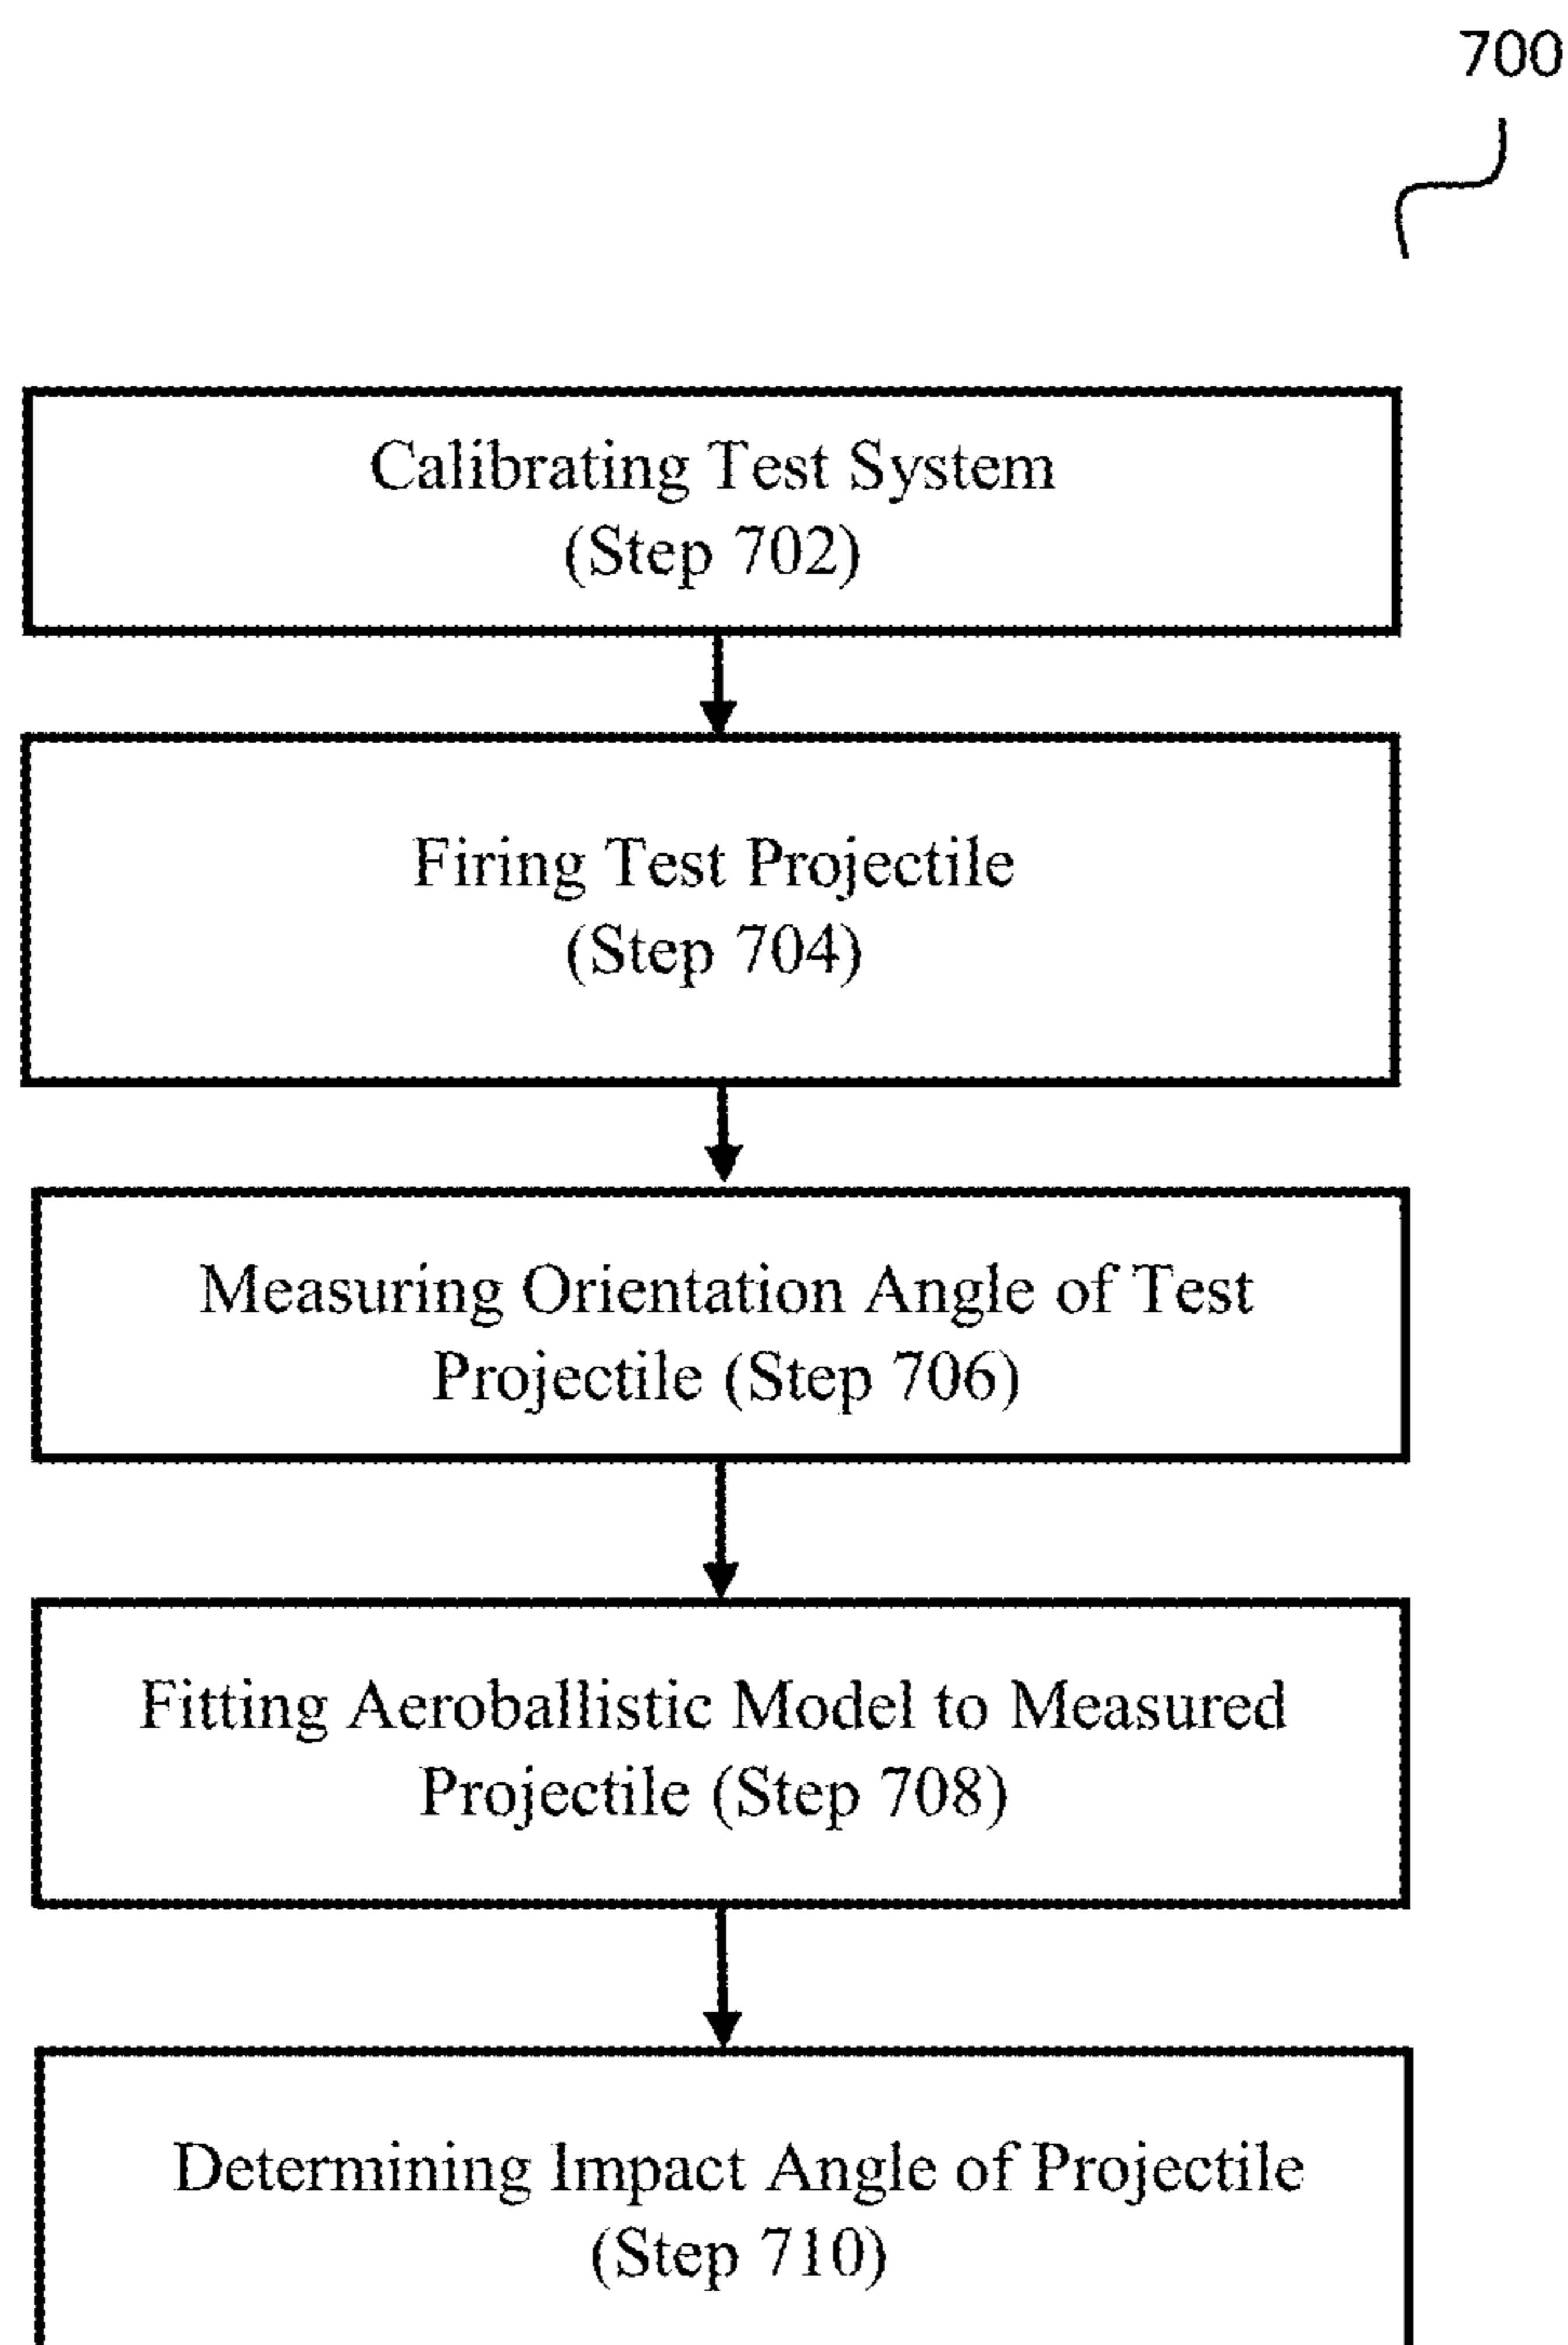 700
Calibrating Test System
(Step 702)
Firing Test Projectile
(Step 704)
Measuring Orientation Angle of Test
Projectile (Step 706)
Fitting Aeroballistic Model to Measured
Projectile (Step 708)
Determining Impact Angle of Projectile
(Step 710)